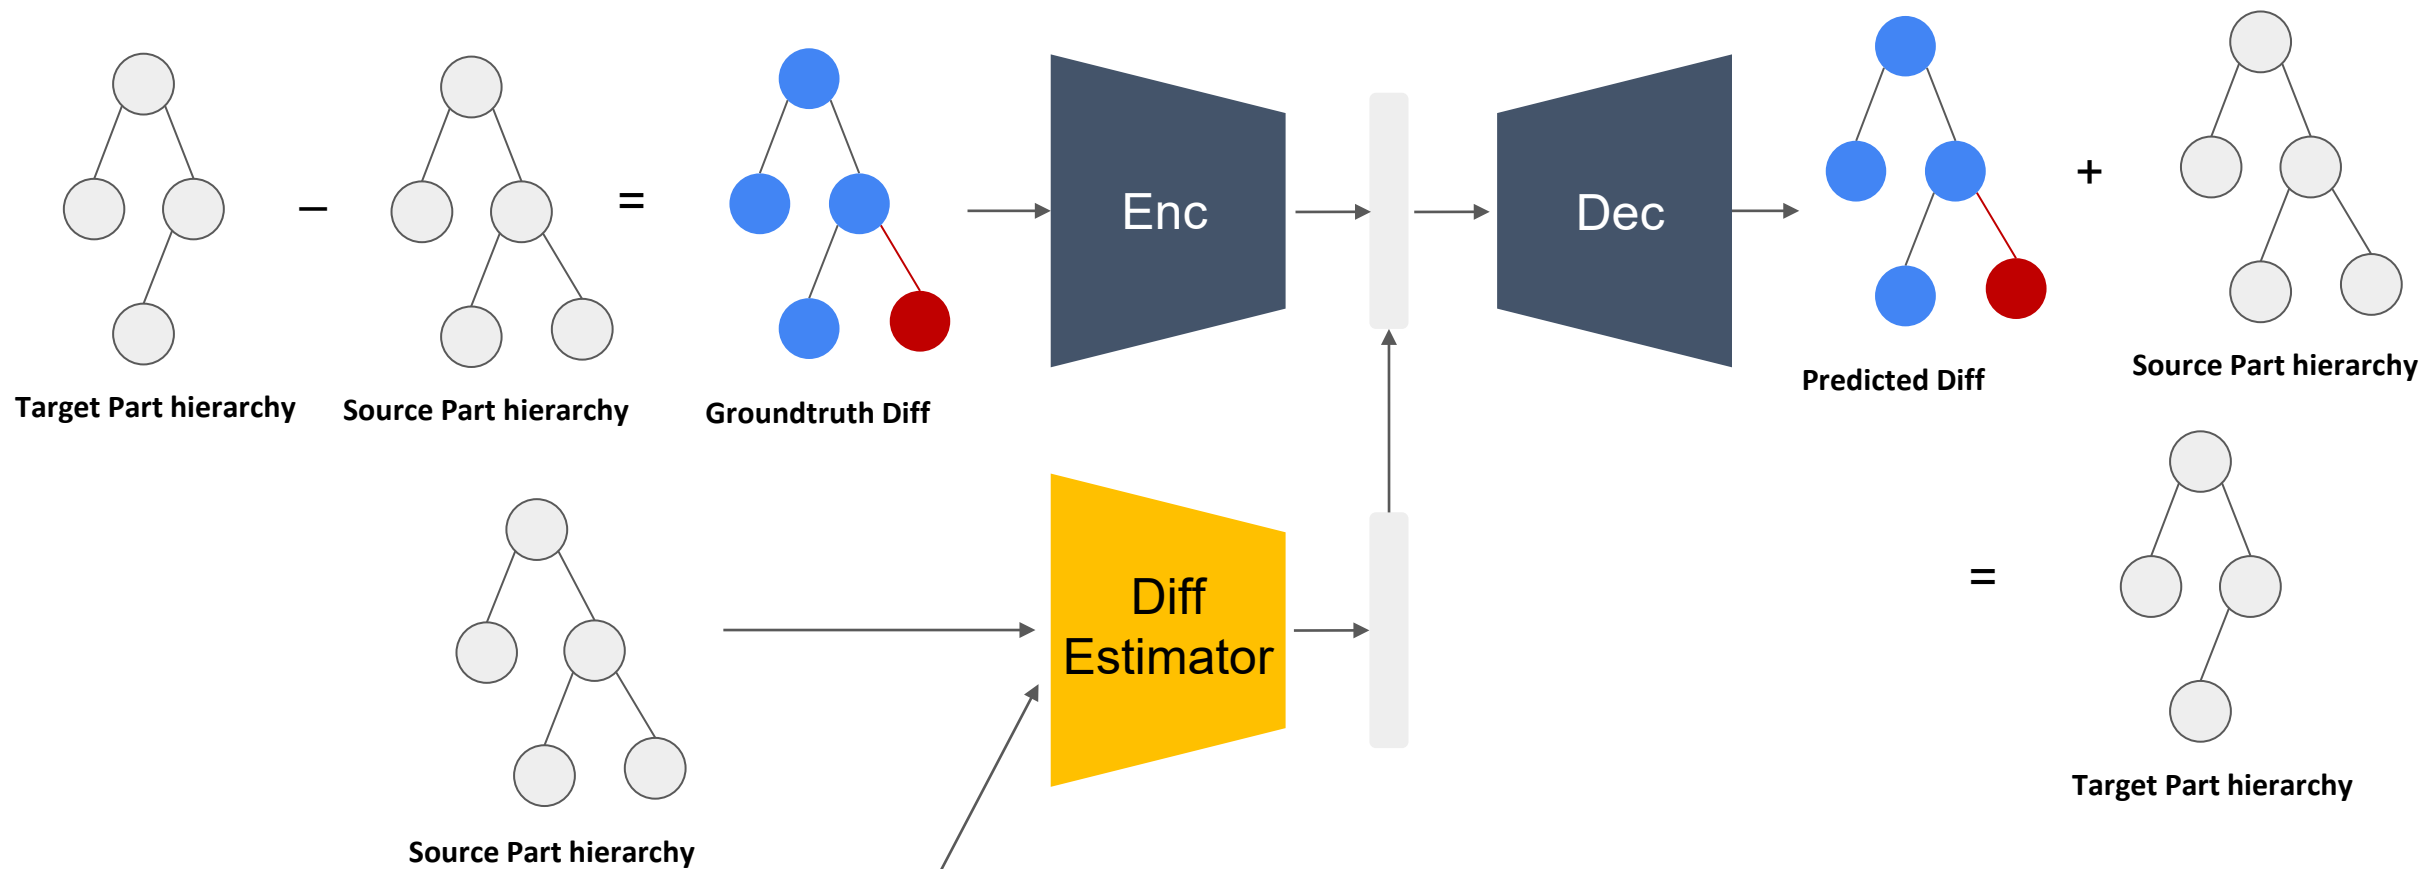 –
=
Enc
Dec
+
Target Part hierarchy
Source Part hierarchy
Groundtruth Diff
Predicted Diff
Source Part hierarchy
Diff
Estimator
=
Target Part hierarchy
Source Part hierarchy